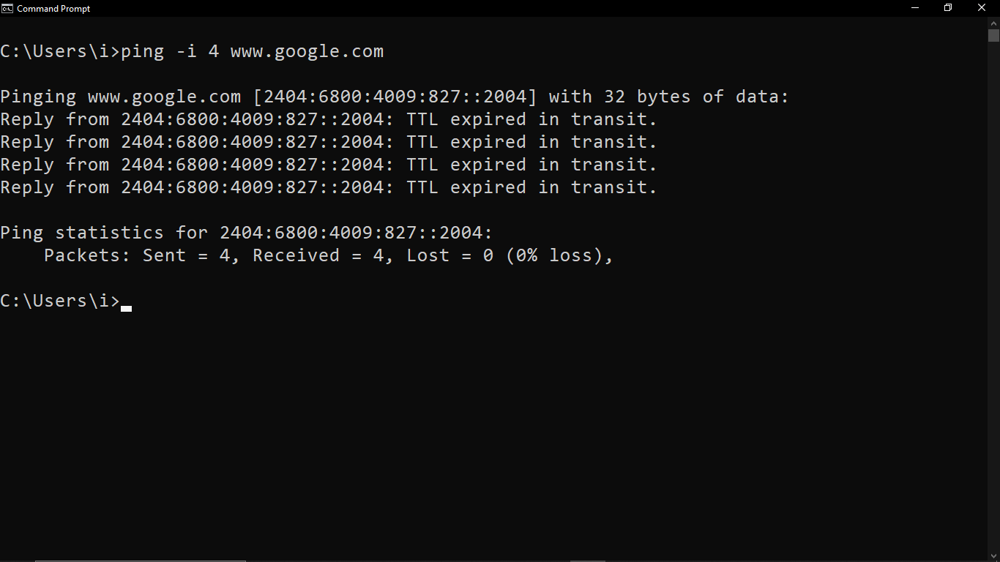 Command Prompt
C:\Users\i>ping -i 4 www.google.com
Pinging www.google.com [2404:6800:4009:827::2004] with 32 bytes of data:
Reply from 2404:6800:4009:827::2004: TTL expired in transit.
Reply from 2404:6800:4009:827::2004: TTL expired in transit.
Reply from 2404:6800:4009:827::2004: TTL expired in transit.
Reply from 2404:6800:4009:827::2004: TTL expired in transit.
Ping statistics for 2404:6800:4009:827::2004:
    Packets: Sent = 4, Received = 4, Lost = 0 (0% loss),
C:\Users\i>